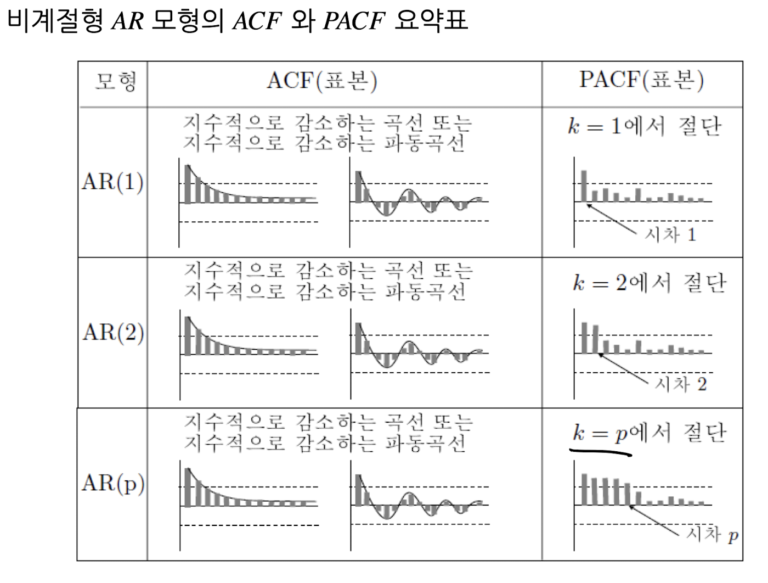 비계절형 AR 모형의 ACF 와 PACF 요약표
모형
ACF(표본)
PACF(표본)
AR(1)
지수적으로 감소하는 곡선 또는
지수적으로 감소하는 파동곡선
k = 1에서 절단
시차 1
AR(2)
지수적으로 감소하는 곡선 또는
지수적으로 감소하는 파동곡선
k = 2에서 절단
시차 2
AR(p)
지수적으로 감소하는 곡선 또는
지수적으로 감소하는 파동곡선
k = p에서 절단
시차 p